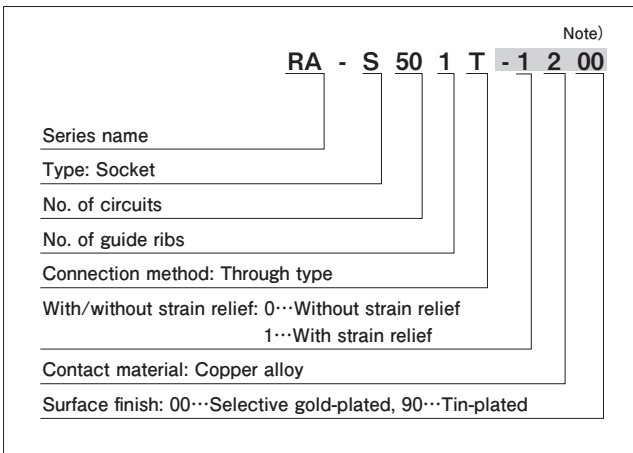 Note)
RA - S 50 1 T - 1 2 00
Series name
Type: Socket
No. of circuits
No. of guide ribs
Connection method: Through type
With/without strain relief: 0⋯Without strain relief
1⋯With strain relief
Contact material: Copper alloy
Surface finish: 00⋯Selective gold-plated, 90⋯Tin-plated